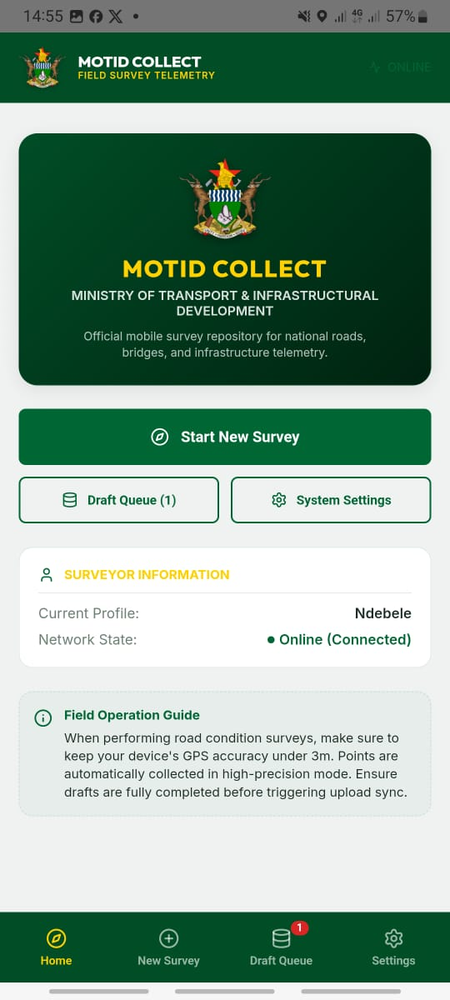 14:55
4G
57%
MOTID COLLECT
FIELD SURVEY TELEMETRY
ONLINE
MOTID COLLECT
MINISTRY OF TRANSPORT & INFRASTRUCTURAL
DEVELOPMENT
Official mobile survey repository for national roads,
bridges, and infrastructure telemetry.
Start New Survey
Draft Queue (1)
System Settings
SURVEYOR INFORMATION
Current Profile:
Ndebele
Network State:
Online (Connected)
Field Operation Guide
When performing road condition surveys, make sure to
keep your device's GPS accuracy under 3m. Points are
automatically collected in high-precision mode. Ensure
drafts are fully completed before triggering upload sync.
1
Home
New Survey
Draft Queue
Settings